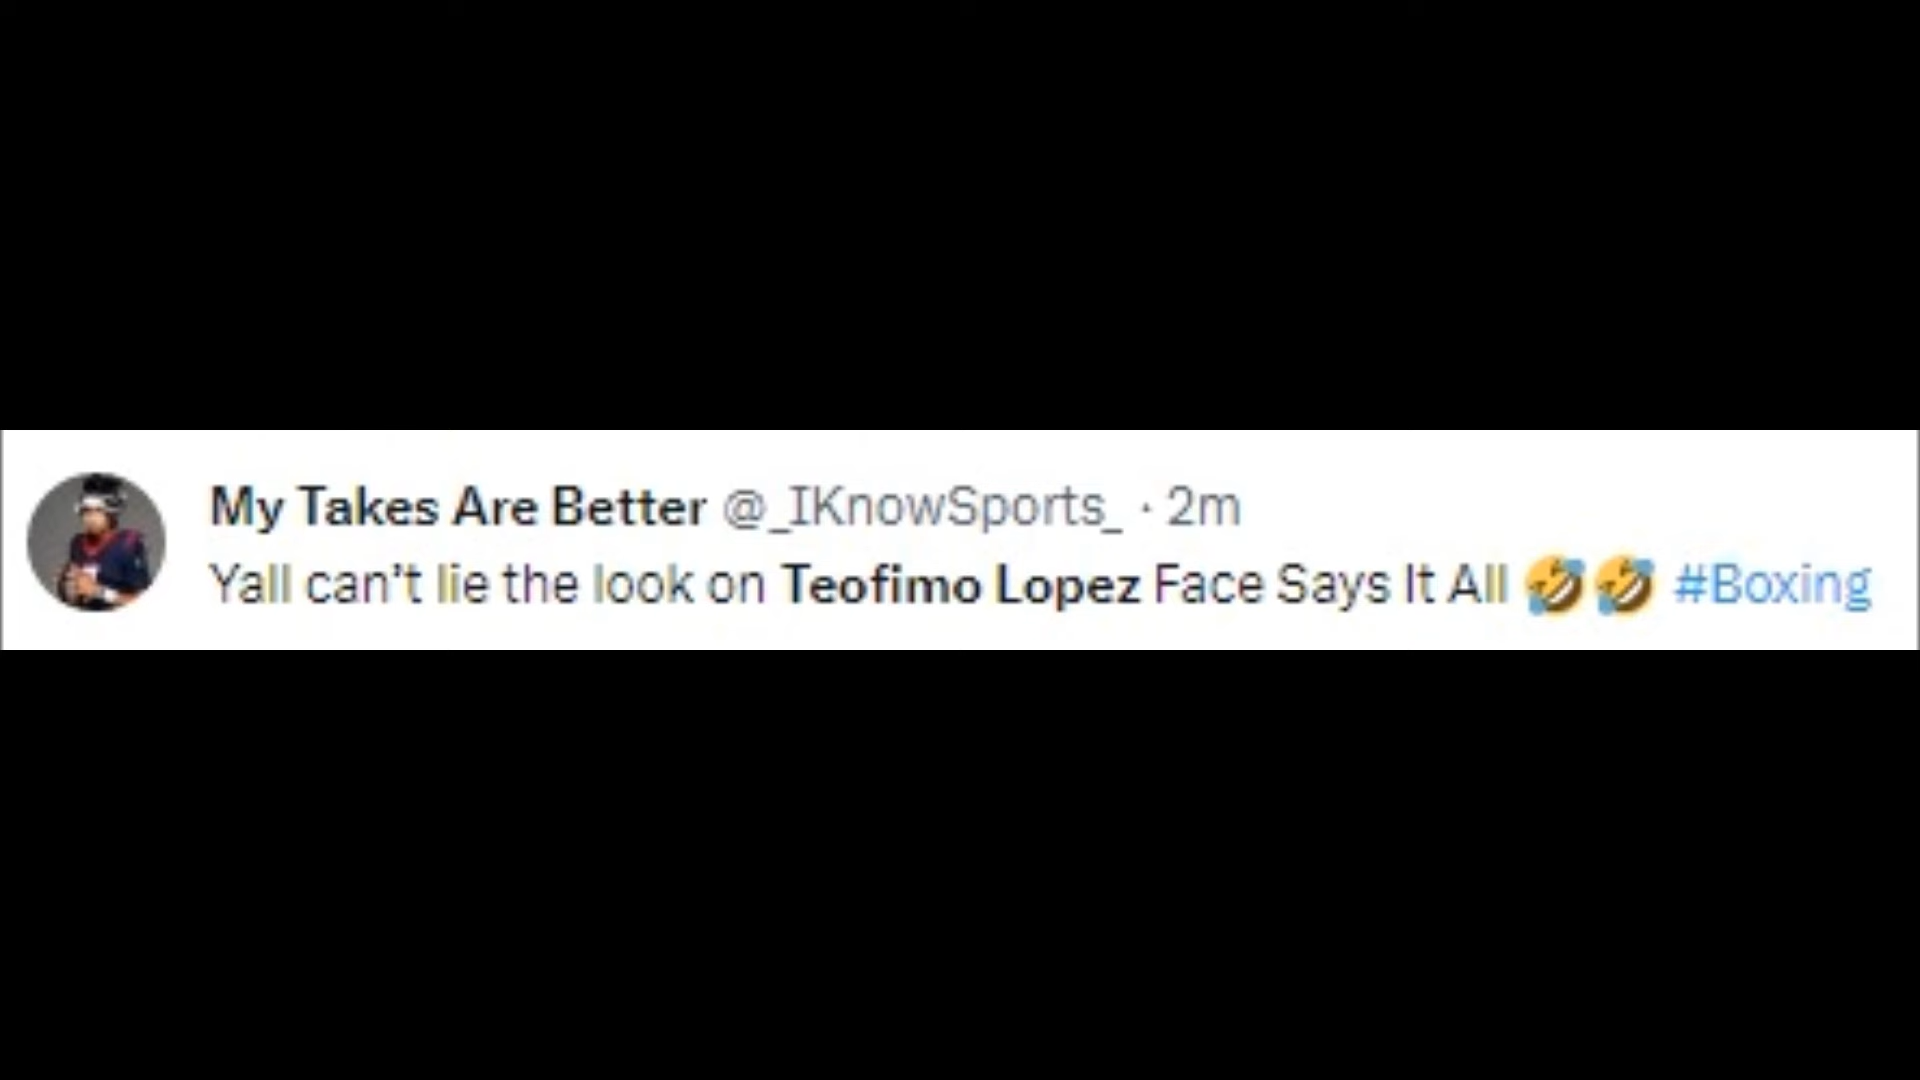 My Takes Are Better @_IKnowSports_ · 2m
Yall can’t lie the look on Teofimo Lopez Face Says It All 🤣🤣 #Boxing